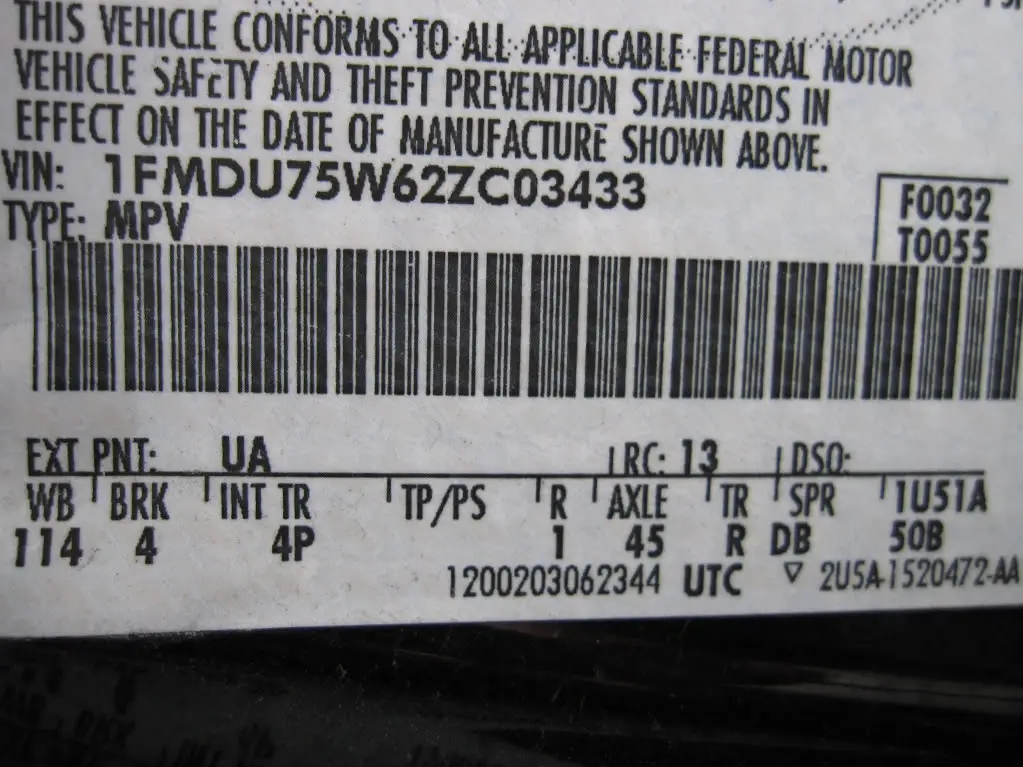 THIS VEHICLE CONFORMS TO ALL APPLICABLE FEDERAL MOTOR
VEHICLE SAFETY AND THEFT PREVENTION STANDARDS IN
EFFECT ON THE DATE OF MANUFACTURE SHOWN ABOVE.
VIN: 1FMDU75W62ZC03433
TYPE: MPV
F0032
T0055
EXT PNT: UA RC: 13 DSO:
WB BRK INT TR TP/PS R AXLE TR SPR 1U51A
114 4 4P 1 45 R DB 50B
1200203062344 UTC ▽ 2U5A-1520472-AA